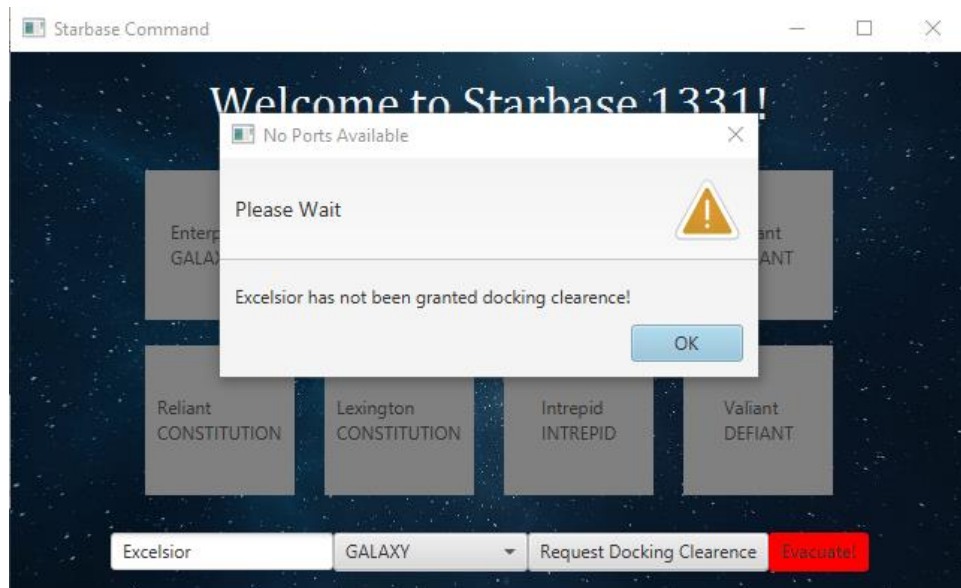 Starbase Command
Welcome to Starbase 1331!
No Ports Available
Please Wait
Excelsior has not been granted docking clearence!
OK
Reliant
CONSTITUTION
Lexington
CONSTITUTION
Intrepid
INTREPID
Valiant
DEFIANT
Excelsior
GALAXY
Request Docking Clearence
Evacuate!